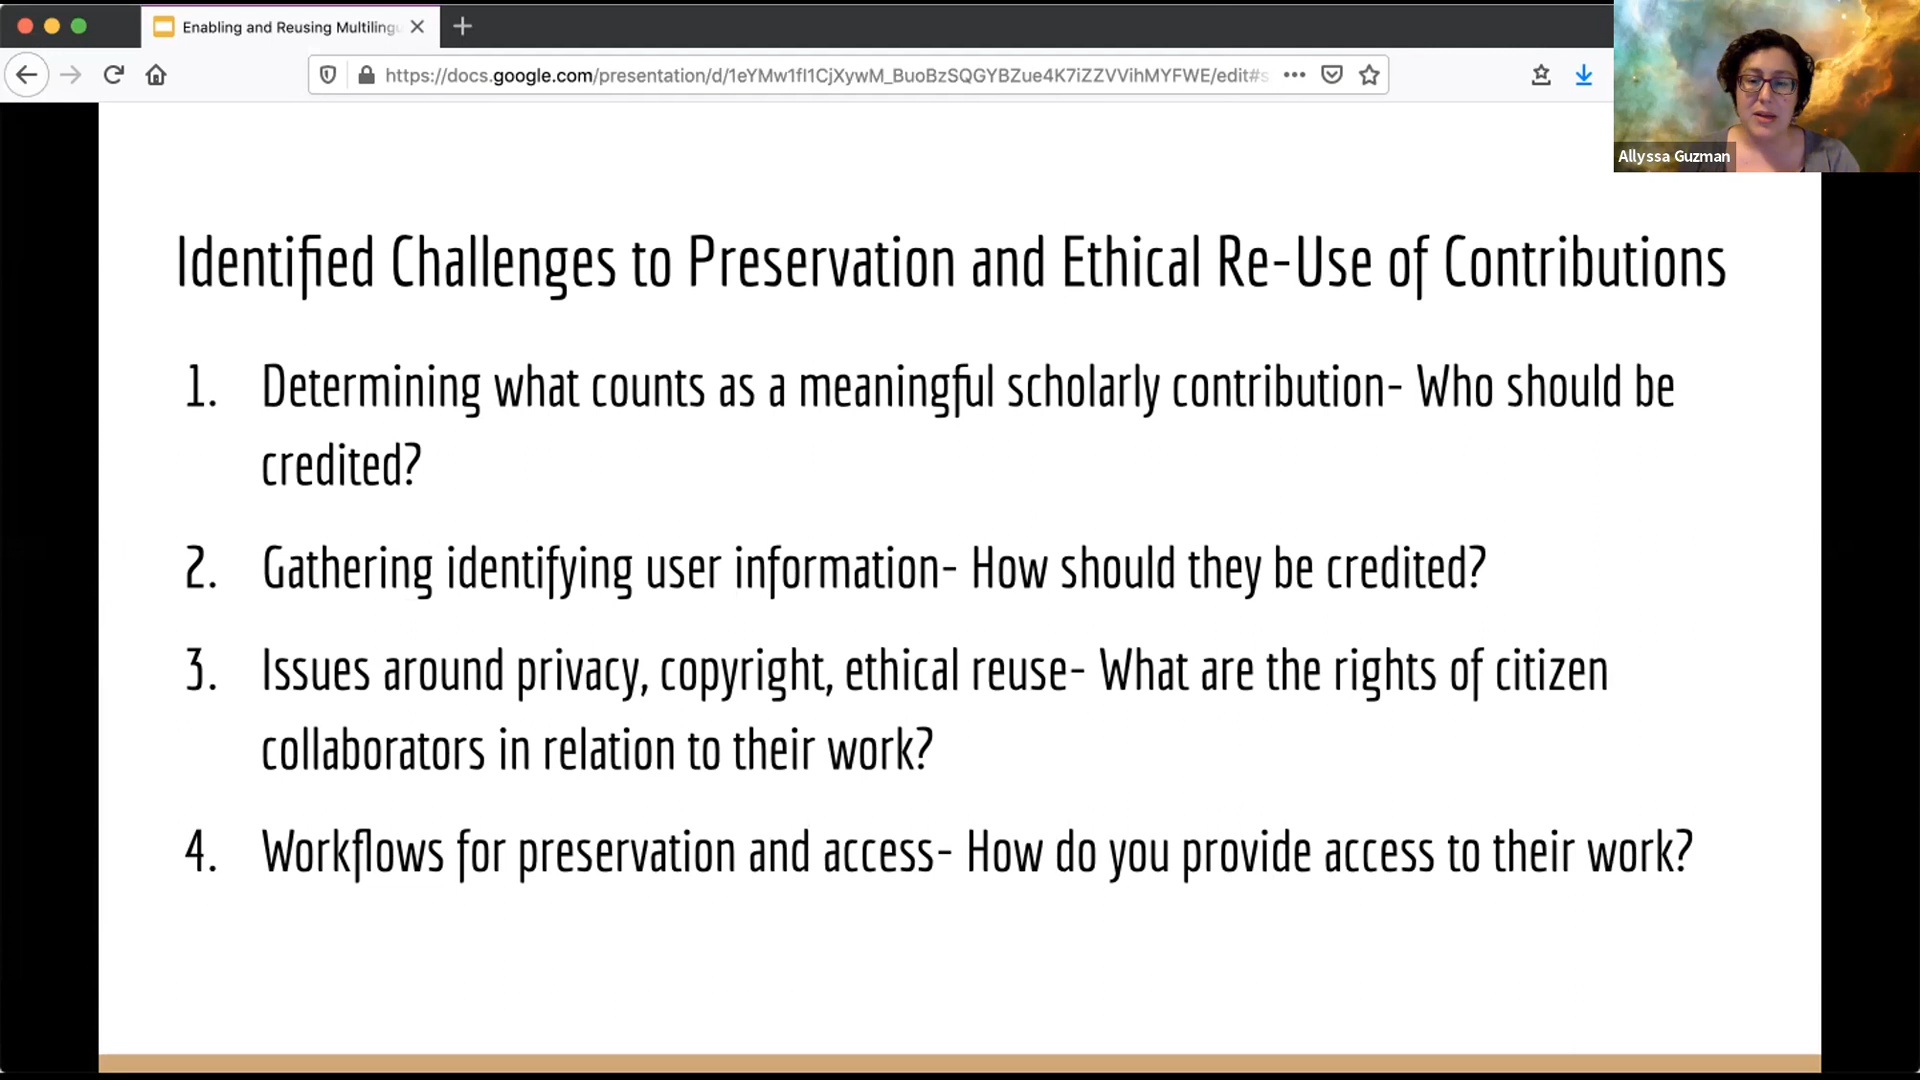 Enabling and Reusing Multiling
https://docs.google.com/presentation/d/1eYMw1fI1CjXywM_BuoBzSQGYBZue4K7iZZVVihMYFWE/edit#s
Allyssa Guzman
Identified Challenges to Preservation and Ethical Re-Use of Contributions
1. Determining what counts as a meaningful scholarly contribution- Who should be
credited?
2. Gathering identifying user information- How should they be credited?
3. Issues around privacy, copyright, ethical reuse- What are the rights of citizen
collaborators in relation to their work?
4. Workflows for preservation and access- How do you provide access to their work?